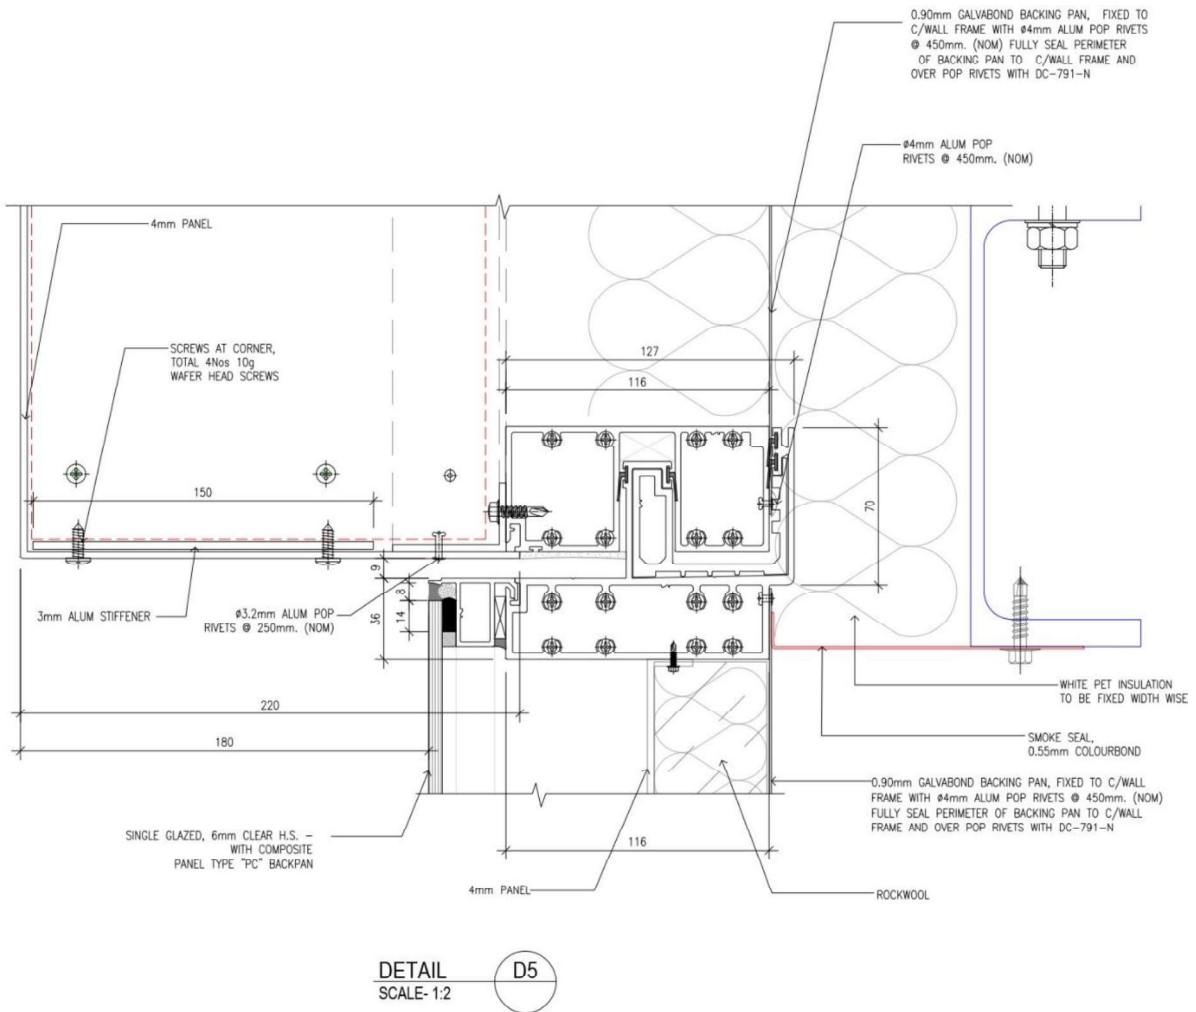 0.90mm GALVABOND BACKING PAN, FIXED TO
C/WALL FRAME WITH ø4mm ALUM POP RIVETS
@ 450mm. (NOM) FULLY SEAL PERIMETER
OF BACKING PAN TO C/WALL FRAME AND
OVER POP RIVETS WITH DC-791-N
ø4mm ALUM POP
RIVETS @ 450mm. (NOM)
4mm PANEL
SCREWS AT CORNER,
TOTAL 4Nos 10g
WAFER HEAD SCREWS
127
116
150
70
9
8
14
36
3mm ALUM STIFFENER
ø3.2mm ALUM POP
RIVETS @ 250mm. (NOM)
220
180
WHITE PET INSULATION
TO BE FIXED WIDTH WISE
SMOKE SEAL,
0.55mm COLOURBOND
0.90mm GALVABOND BACKING PAN, FIXED TO C/WALL
FRAME WITH ø4mm ALUM POP RIVETS @ 450mm. (NOM)
FULLY SEAL PERIMETER OF BACKING PAN TO C/WALL
FRAME AND OVER POP RIVETS WITH DC-791-N
SINGLE GLAZED, 6mm CLEAR H.S. -
WITH COMPOSITE
PANEL TYPE "PC" BACKPAN
116
4mm PANEL
ROCKWOOL
DETAIL D5
SCALE- 1:2